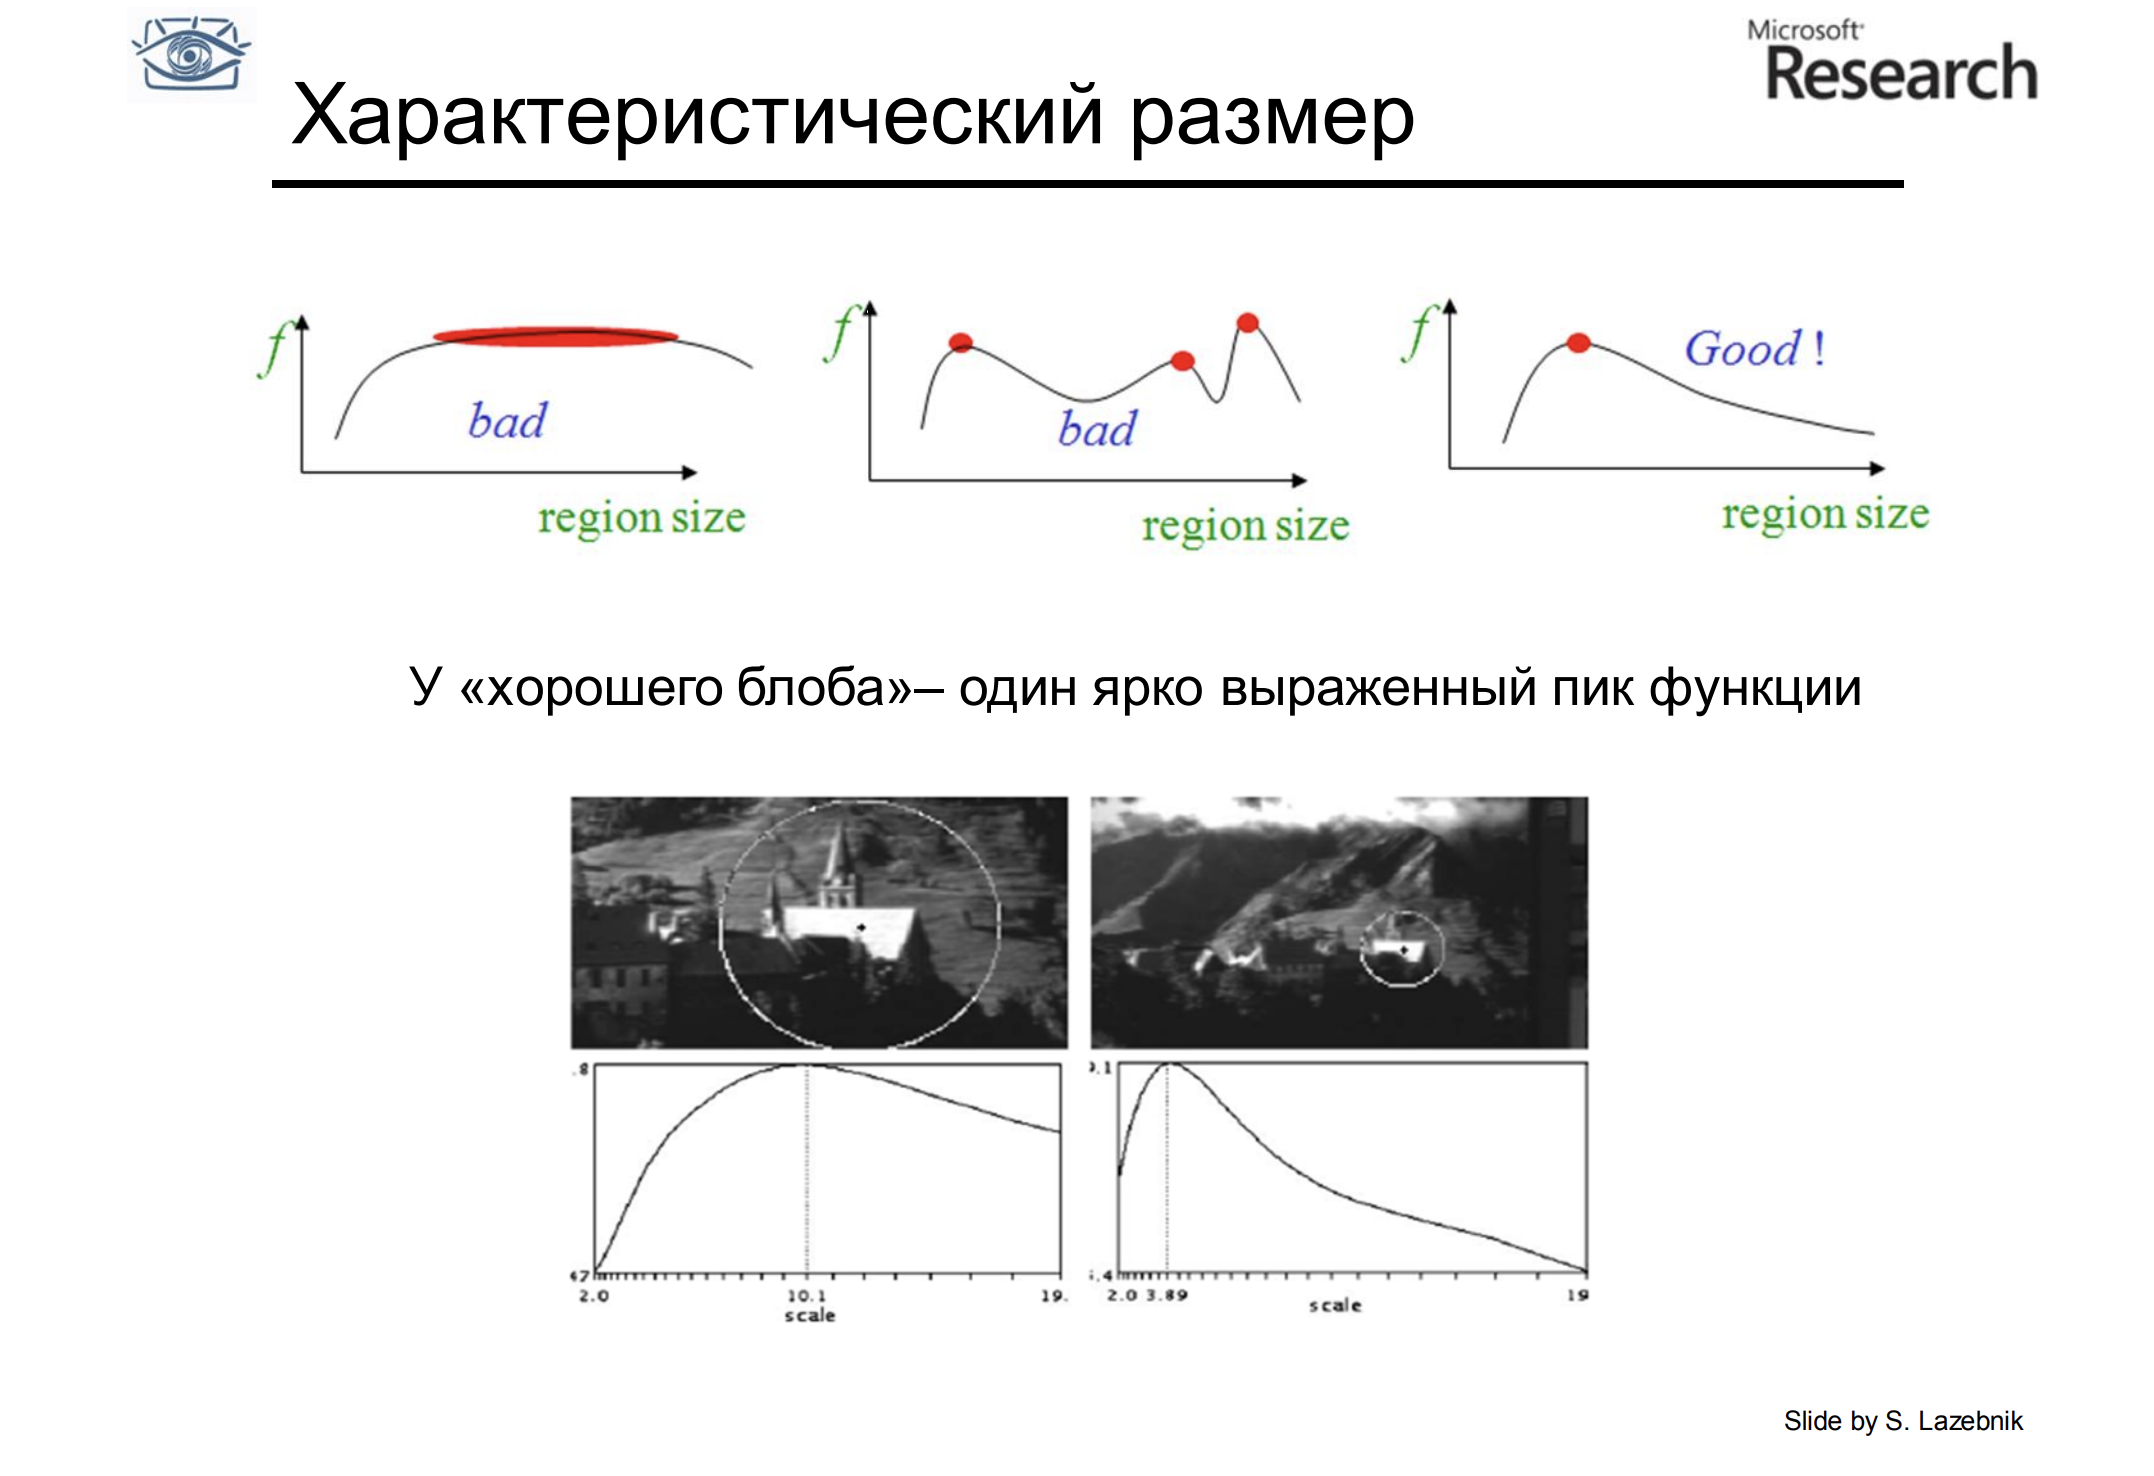 Microsoft
Research
Характеристический размер
f
bad
region size
f
bad
region size
f
Good !
region size
У «хорошего блоба»– один ярко выраженный пик функции
.8
2.0 10.1 19.
scale
.1
.4
2.0 3.89 19
scale
Slide by S. Lazebnik